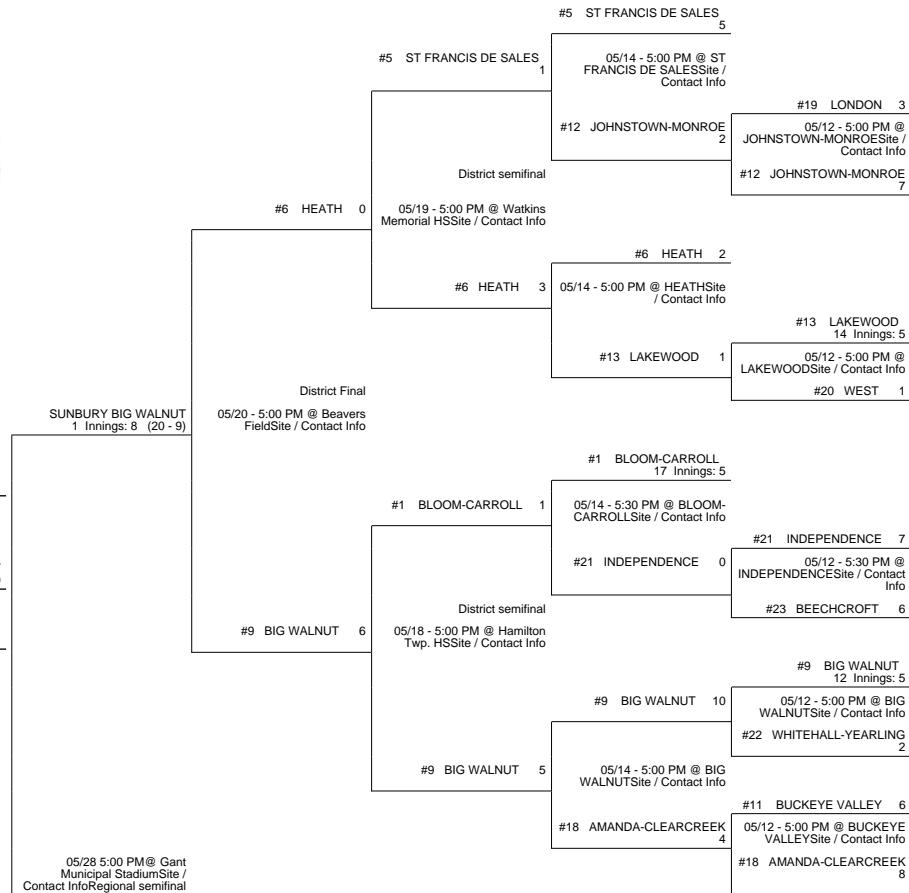 #5 ST FRANCIS DE SALES
5
#5 ST FRANCIS DE SALES
1
05/14 - 5:00 PM @ ST
FRANCIS DE SALESSite /
Contact Info
#19 LONDON 3
#12 JOHNSTOWN-MONROE
2
05/12 - 5:00 PM @
JOHNSTOWN-MONROESite /
Contact Info
#12 JOHNSTOWN-MONROE
7
District semifinal
#6 HEATH 0
05/19 - 5:00 PM @ Watkins
Memorial HSSite / Contact Info
#6 HEATH 2
#6 HEATH 3
05/14 - 5:00 PM @ HEATHSite
/ Contact Info
#13 LAKEWOOD
14 Innings: 5
#13 LAKEWOOD 1
05/12 - 5:00 PM @
LAKEWOODSite / Contact Info
#20 WEST 1
District Final
SUNBURY BIG WALNUT
1 Innings: 8 (20 - 9)
05/20 - 5:00 PM @ Beavers
FieldSite / Contact Info
#1 BLOOM-CARROLL
17 Innings: 5
#1 BLOOM-CARROLL 1
05/14 - 5:30 PM @ BLOOM-
CARROLLSite / Contact Info
#21 INDEPENDENCE 7
#21 INDEPENDENCE 0
05/12 - 5:30 PM @
INDEPENDENCESite / Contact
Info
#23 BEECHCROFT 6
District semifinal
#9 BIG WALNUT 6
05/18 - 5:00 PM @ Hamilton
Twp. HSSite / Contact Info
#9 BIG WALNUT
12 Innings: 5
#9 BIG WALNUT 10
05/12 - 5:00 PM @ BIG
WALNUTSite / Contact Info
#22 WHITEHALL-YEARLING
2
#9 BIG WALNUT 5
05/14 - 5:00 PM @ BIG
WALNUTSite / Contact Info
#11 BUCKEYE VALLEY 6
#18 AMANDA-CLEARCREEK
4
05/12 - 5:00 PM @ BUCKEYE
VALLEYSite / Contact Info
#18 AMANDA-CLEARCREEK
8
05/28 5:00 PM@ Gant
Municipal StadiumSite /
Contact InfoRegional semifinal